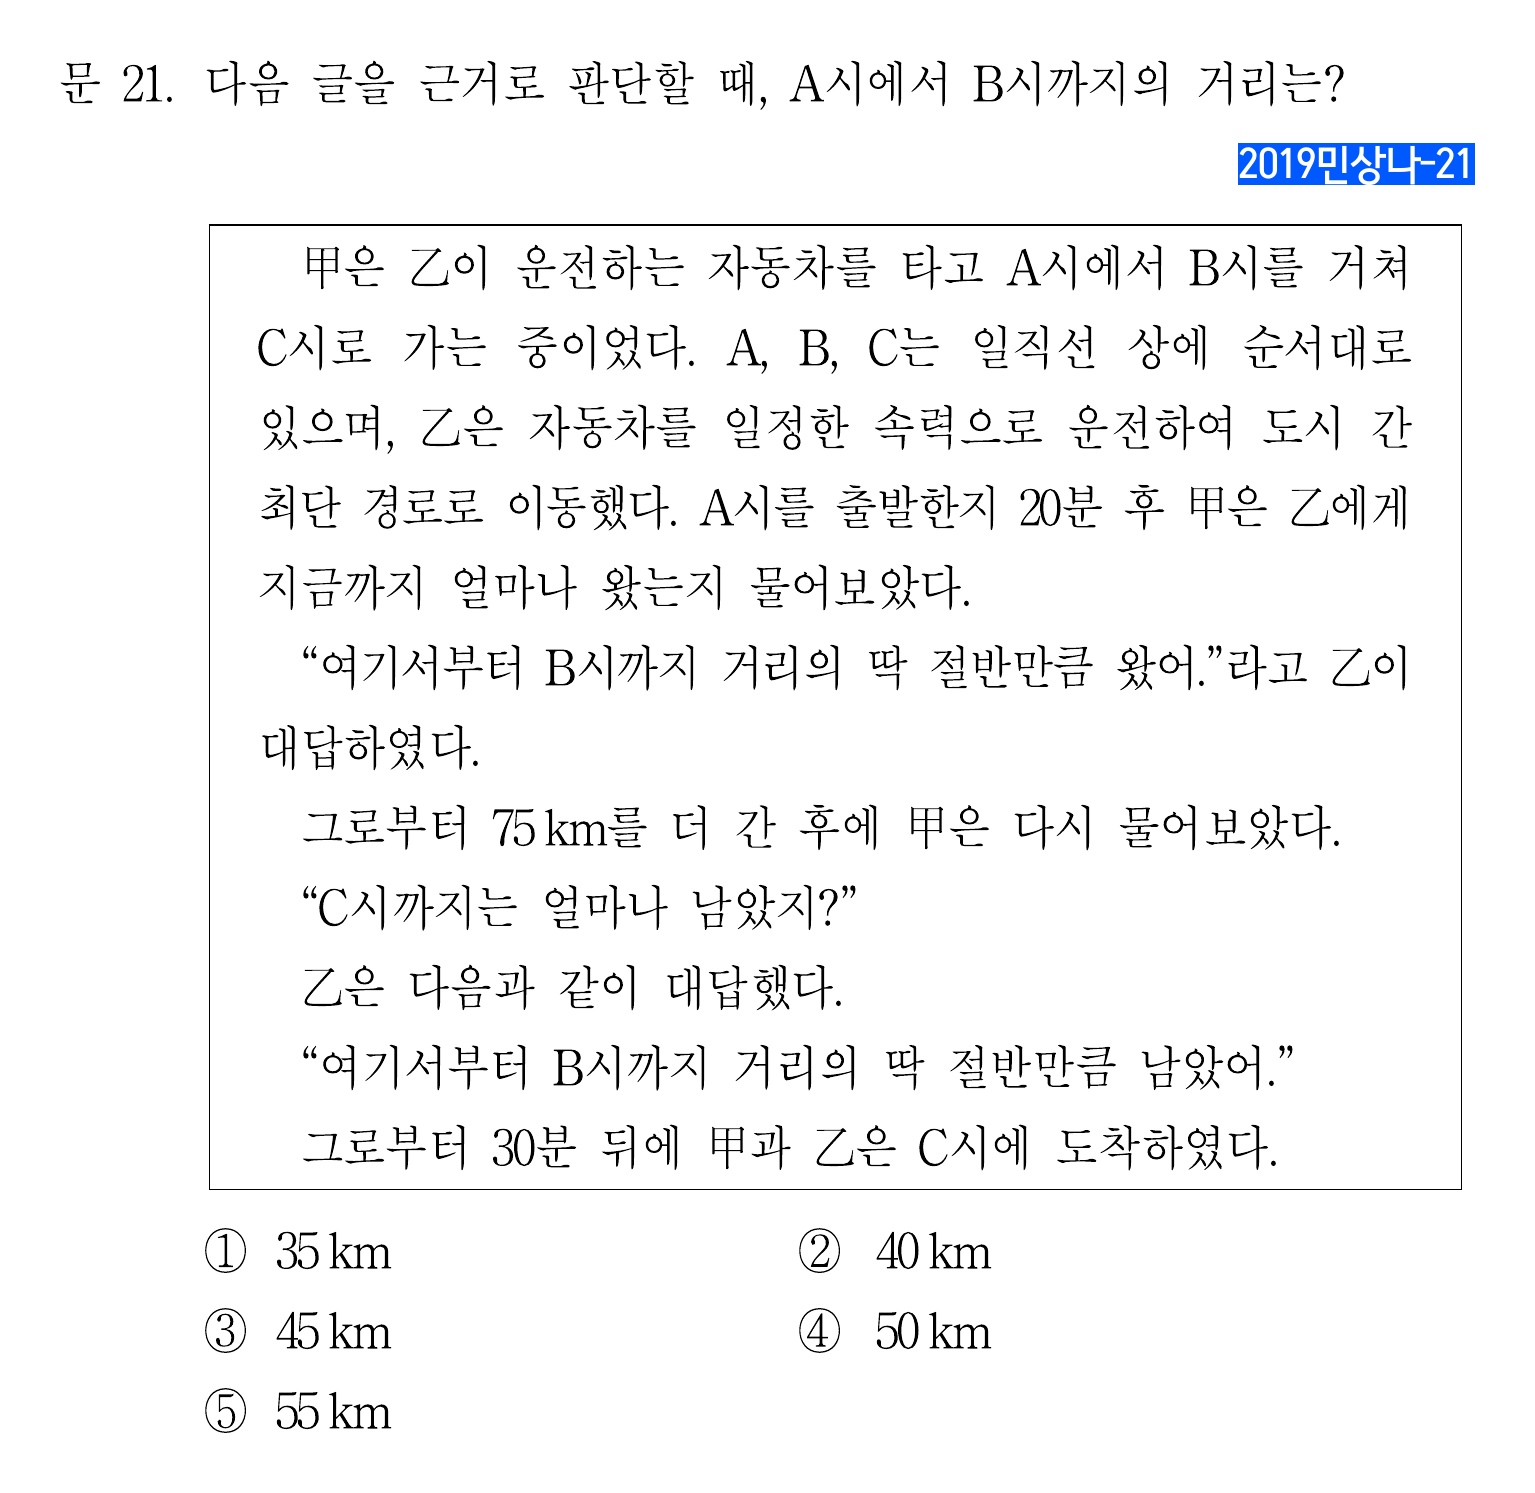 문 21. 다음 글을 근거로 판단할 때, A시에서 B시까지의 거리는?
2019민상나-21
甲은 乙이 운전하는 자동차를 타고 A시에서 B시를 거쳐
C시로 가는 중이었다. A, B, C는 일직선 상에 순서대로
있으며, 乙은 자동차를 일정한 속력으로 운전하여 도시 간
최단 경로로 이동했다. A시를 출발한지 20분 후 甲은 乙에게
지금까지 얼마나 왔는지 물어보았다.
“여기서부터 B시까지 거리의 딱 절반만큼 왔어.”라고 乙이
대답하였다.
그로부터 75km를 더 간 후에 甲은 다시 물어보았다.
“C시까지는 얼마나 남았지?”
乙은 다음과 같이 대답했다.
“여기서부터 B시까지 거리의 딱 절반만큼 남았어.”
그로부터 30분 뒤에 甲과 乙은 C시에 도착하였다.
① 35km ② 40km
③ 45km ④ 50km
⑤ 55km